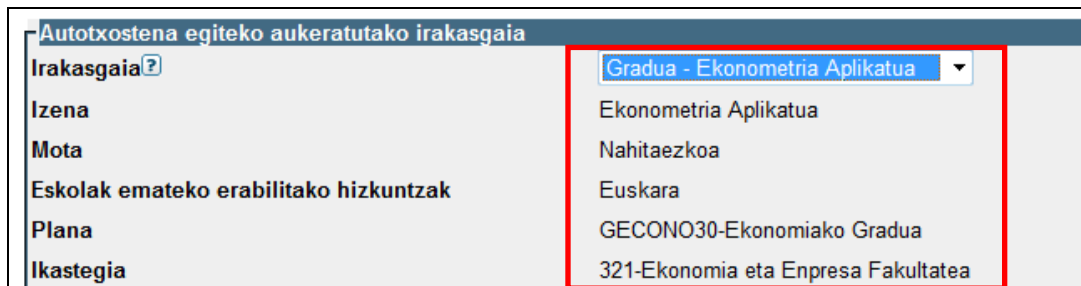 Autotxostena egiteko aukeratutako irakasgaia
Irakasgaia? Gradua - Ekonometria Aplikatua
Izena Ekonometria Aplikatua
Mota Nahitaezkoa
Eskolak emateko erabilitako hizkuntzak Euskara
Plana GECONO30-Ekonomiako Gradua
Ikastegia 321-Ekonomia eta Enpresa Fakultatea